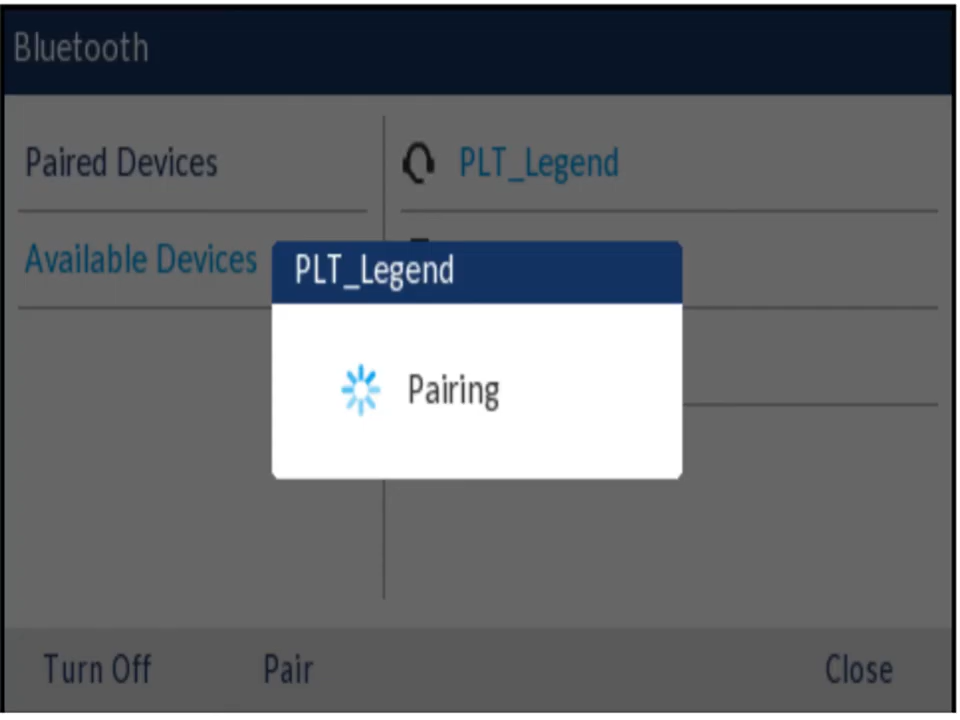 Bluetooth
Paired Devices
PLT_Legend
Available Devices
PLT_Legend
Pairing
Turn Off
Pair
Close